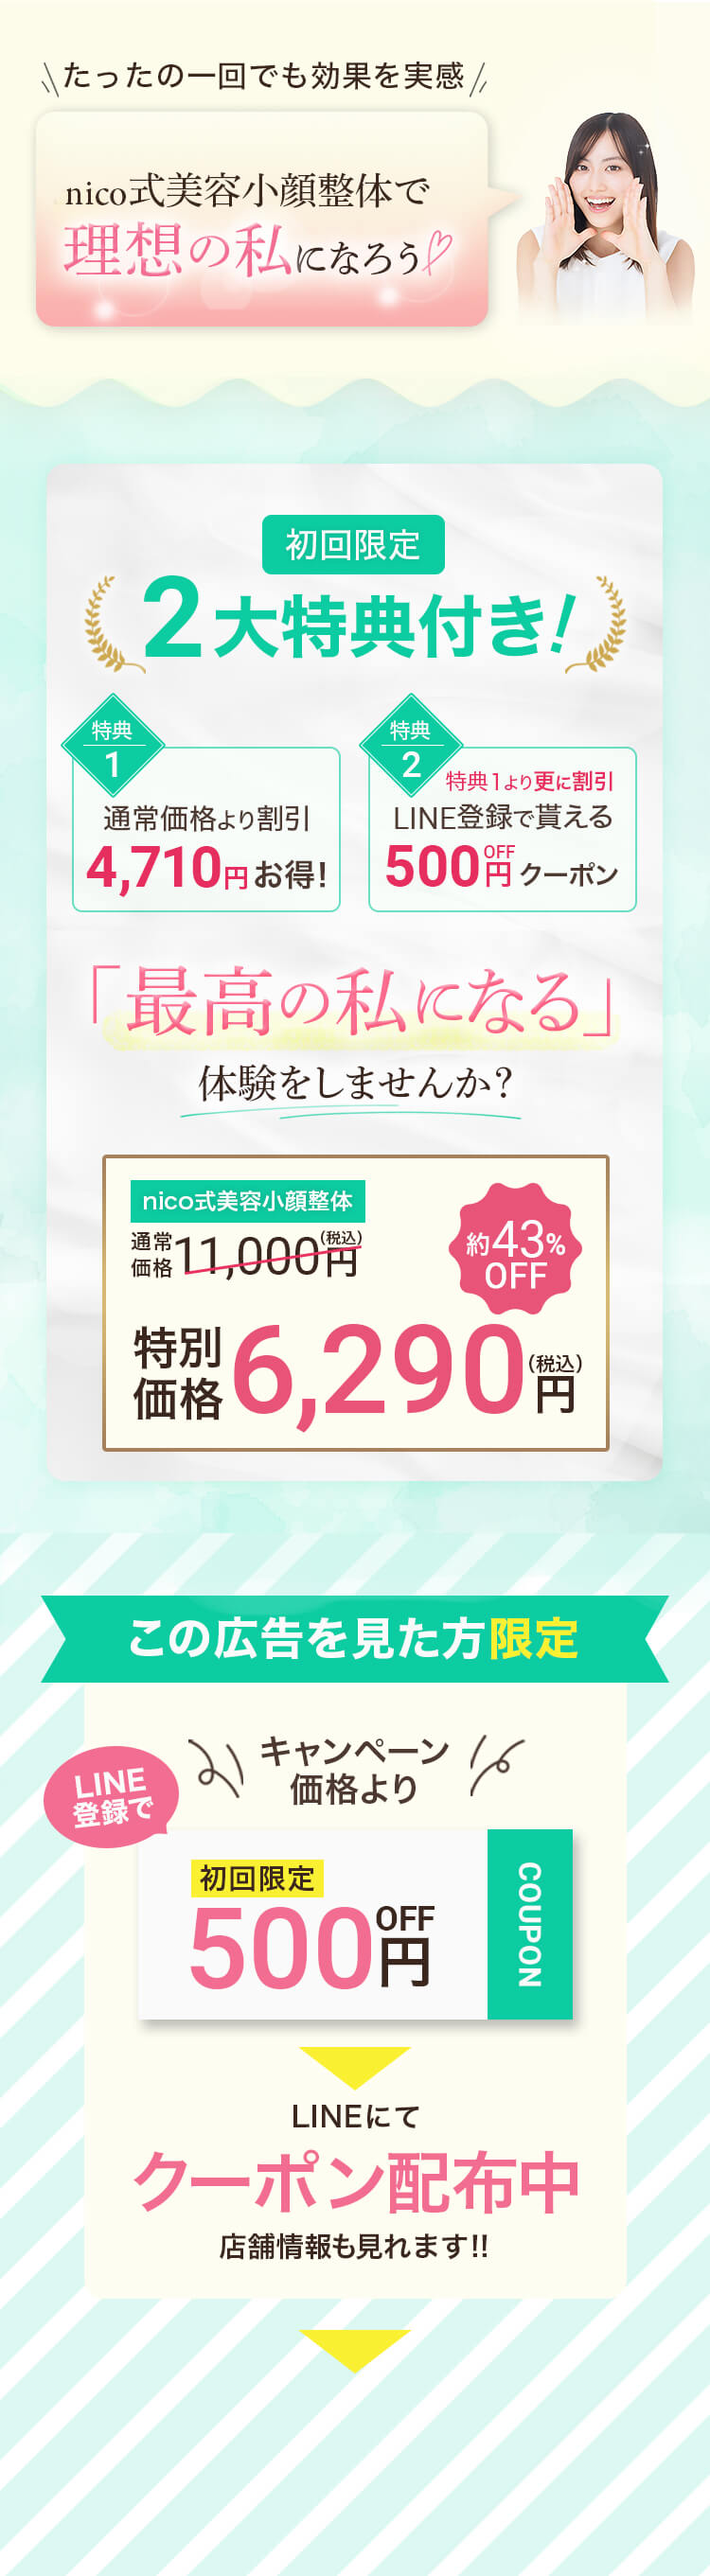 たったの一回でも効果を実感
nico式美容小顔整体で
理想の私になろう
初回限定
2大特典付き!
特典
1
通常価格より割引
4,710円お得!
特典
2
特典1より更に割引
LINE登録で貰える
500円OFFクーポン
「最高の私になる」
体験をしませんか?
nico式美容小顔整体
通常価格11,000円(税込)
約43%
OFF
特別価格6,290円(税込)
この広告を見た方限定
キャンペーン
価格より
LINE
登録で
初回限定
500円OFF
COUPON
LINEにて
クーポン配布中
店舗情報も見れます!!